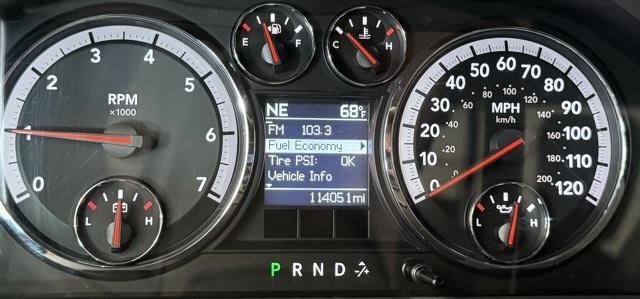 0 1 2 3 4 5 6 7
RPM
×1000
L H
E F
C H
NE 68°F
FM 103.3
Fuel Economy
Tire PSI: OK
Vehicle Info
114051mi
P R N D
0 10 20 30 40 50 60 70 80 90 100 120
MPH
km/h
60 80 100 120 140 160 180 200
L H